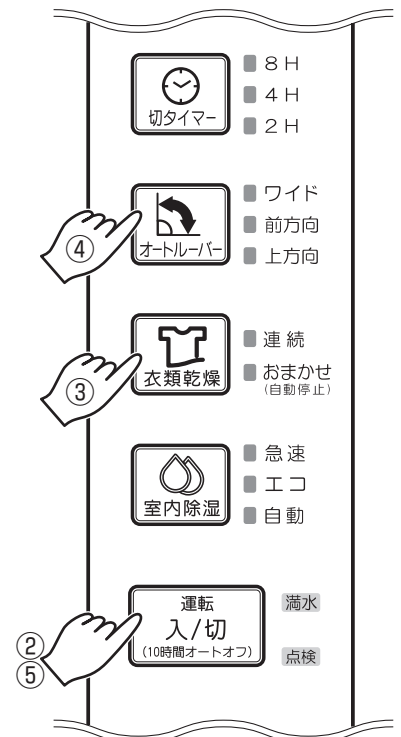 8H
4H
2H
切タイマー
ワイド
前方向
上方向
オートルーバー
④
連続
おまかせ
(自動停止)
衣類乾燥
③
急速
エコ
自動
室内除湿
運転
入/切
(10時間オートオフ)
満水
点検
②
⑤